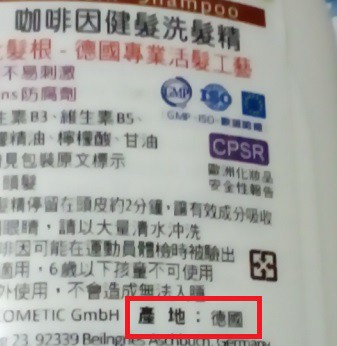 Shampoo
咖啡因健髮洗髮精
髮根－德國專業活髮工藝
不易刺激
ns防腐劑
生素B3、維生素B5、
精油、檸檬酸、甘油
見包裝原文標示
頭髮
髮精停留在頭皮約2分鐘，讓有效成分吸收
眼睛，請以大量清水沖洗
啡因可能在運動員體檢時被驗出
適用，6歲以下孩童不可使用
外使用，不會造成無法入睡
OMETIC GmbH 產 地：德國
23, 92339 Beilngries-Aschbuch, Germany
GMP
ISO
GMP·ISO·歐盟
CPSR
歐洲化妝品
安全性報告